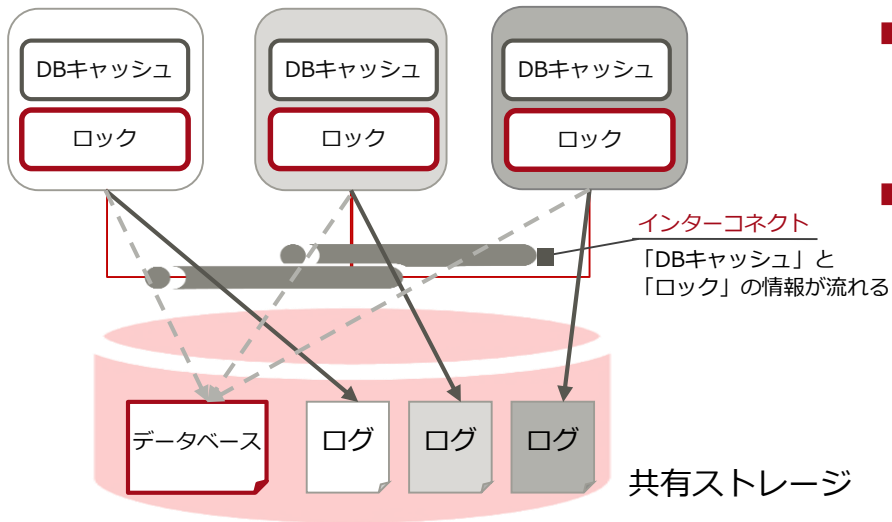 DBキャッシュ
DBキャッシュ
DBキャッシュ
ロック
ロック
ロック
インターコネクト
「DBキャッシュ」と
「ロック」の情報が流れる
データベース
ログ
ログ
ログ
共有ストレージ